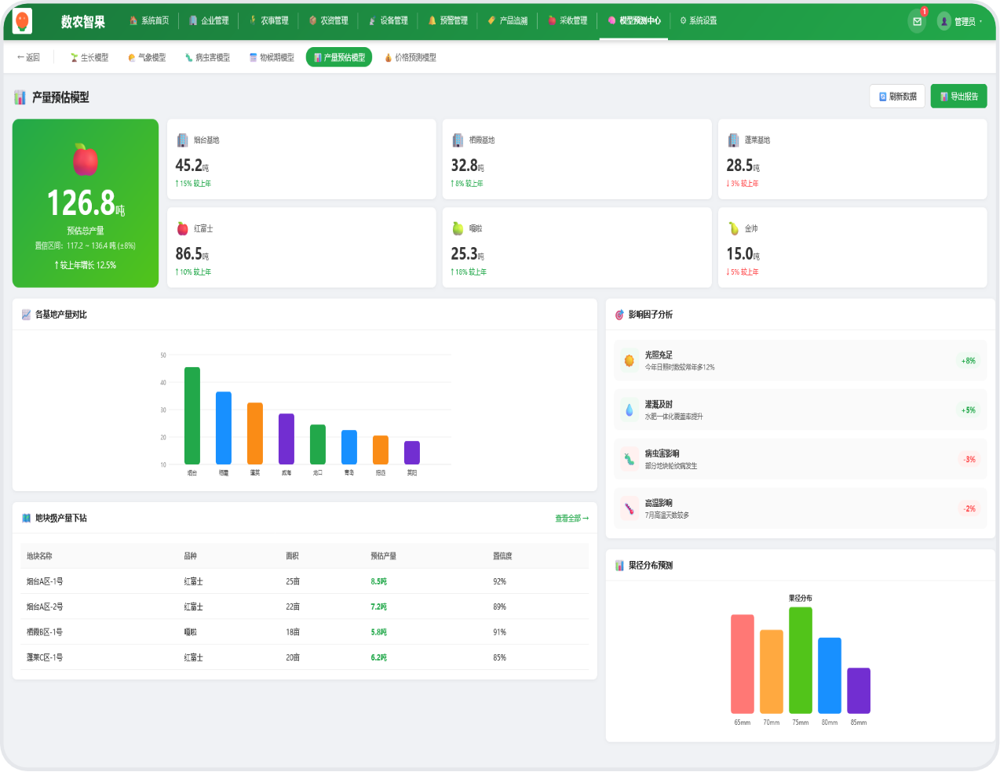 数农智果
系统首页
企业管理
农事管理
农资管理
设备管理
预警管理
产品追溯
采收管理
模型预测中心
系统设置
1
管理员
← 返回
生长模型
气象模型
病虫害模型
物候期模型
产量预估模型
价格预测模型
产量预估模型
刷新数据
导出报告
126.8吨
预估总产量
置信区间: 117.2 ~ 136.4 吨 (±8%)
↑ 较上年增长 12.5%
烟台基地
45.2吨
↑ 15% 较上年
栖霞基地
32.8吨
↑ 8% 较上年
蓬莱基地
28.5吨
↓ 3% 较上年
红富士
86.5吨
↑ 10% 较上年
嘎啦
25.3吨
↑ 18% 较上年
金帅
15.0吨
↓ 5% 较上年
各基地产量对比
50
40
30
20
10
烟台
栖霞
蓬莱
威海
龙口
青岛
招远
莱阳
地块级产量下钻
查看全部 →
地块名称 品种 面积 预估产量 置信度
烟台A区-1号 红富士 25亩 8.5吨 92%
烟台A区-2号 红富士 22亩 7.2吨 89%
栖霞B区-1号 嘎啦 18亩 5.8吨 91%
蓬莱C区-1号 红富士 20亩 6.2吨 85%
影响因子分析
光照充足
今年日照时数较常年多12%
+8%
灌溉及时
水肥一体化覆盖率提升
+5%
病虫害影响
部分地块轮纹病发生
-3%
高温影响
7月高温天数较多
-2%
果径分布预测
果径分布
65mm
70mm
75mm
80mm
85mm